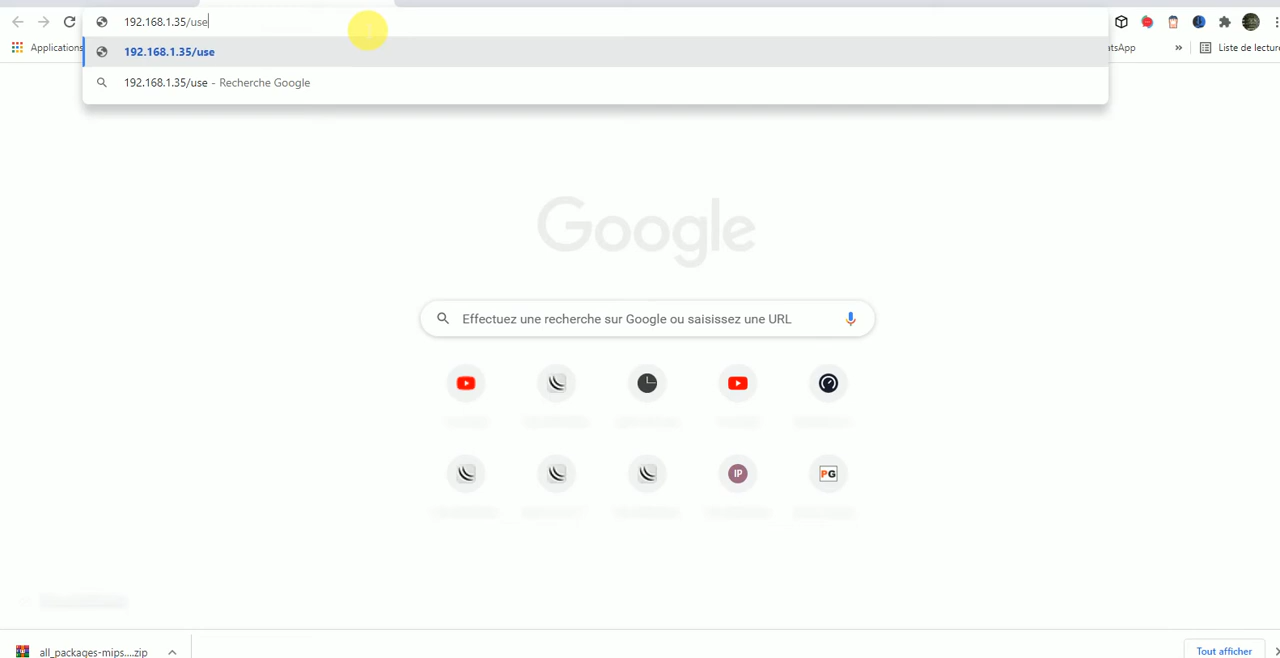 192.168.1.35/use
192.168.1.35/use
192.168.1.35/use - Recherche Google
Applications
atsApp
»
Liste de lecture
Google
Effectuez une recherche sur Google ou saisissez une URL
IP
PG
all_packages-mips....zip
Tout afficher